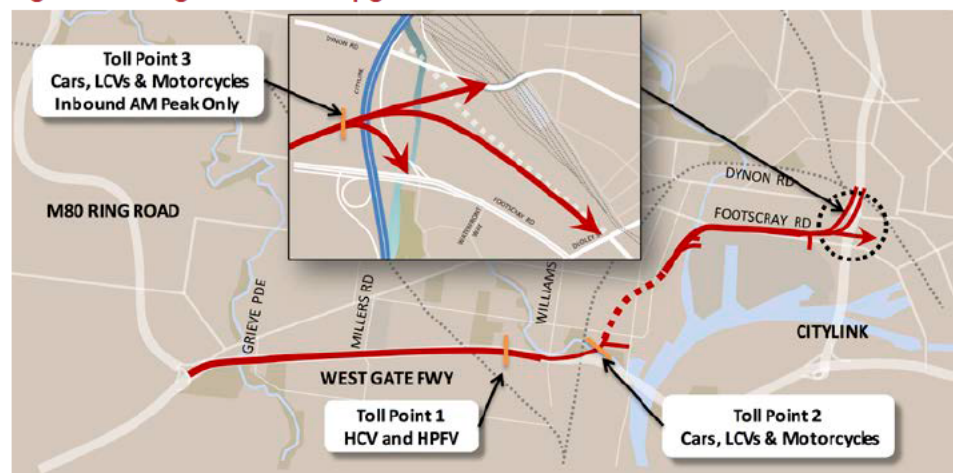 Toll Point 3
Cars, LCVs & Motorcycles
Inbound AM Peak Only
DYNON RD
CITYLINK
FOOTSCRAY RD
WATERFRONT
WAY
DUDLEY
M80 RING ROAD
DYNON RD
FOOTSCRAY RD
GRIEVE PDE
MILLERS RD
WILLIAMS
CITYLINK
WEST GATE FWY
Toll Point 1
HCV and HPFV
Toll Point 2
Cars, LCVs & Motorcycles